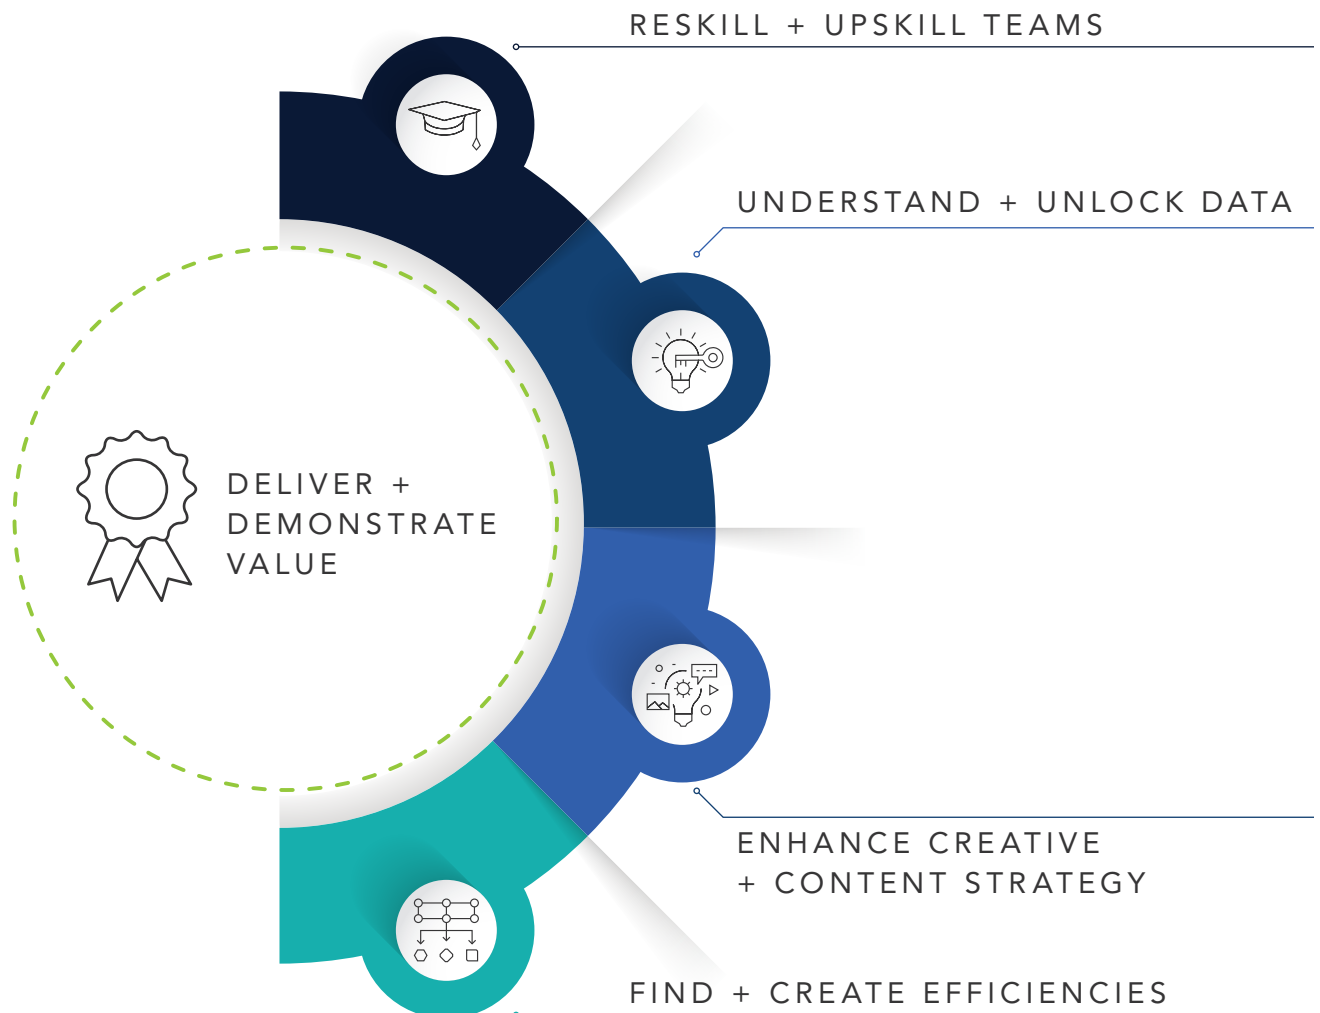 RESKILL + UPSKILL TEAMS
UNDERSTAND + UNLOCK DATA
DELIVER +
DEMONSTRATE
VALUE
ENHANCE CREATIVE
+ CONTENT STRATEGY
FIND + CREATE EFFICIENCIES